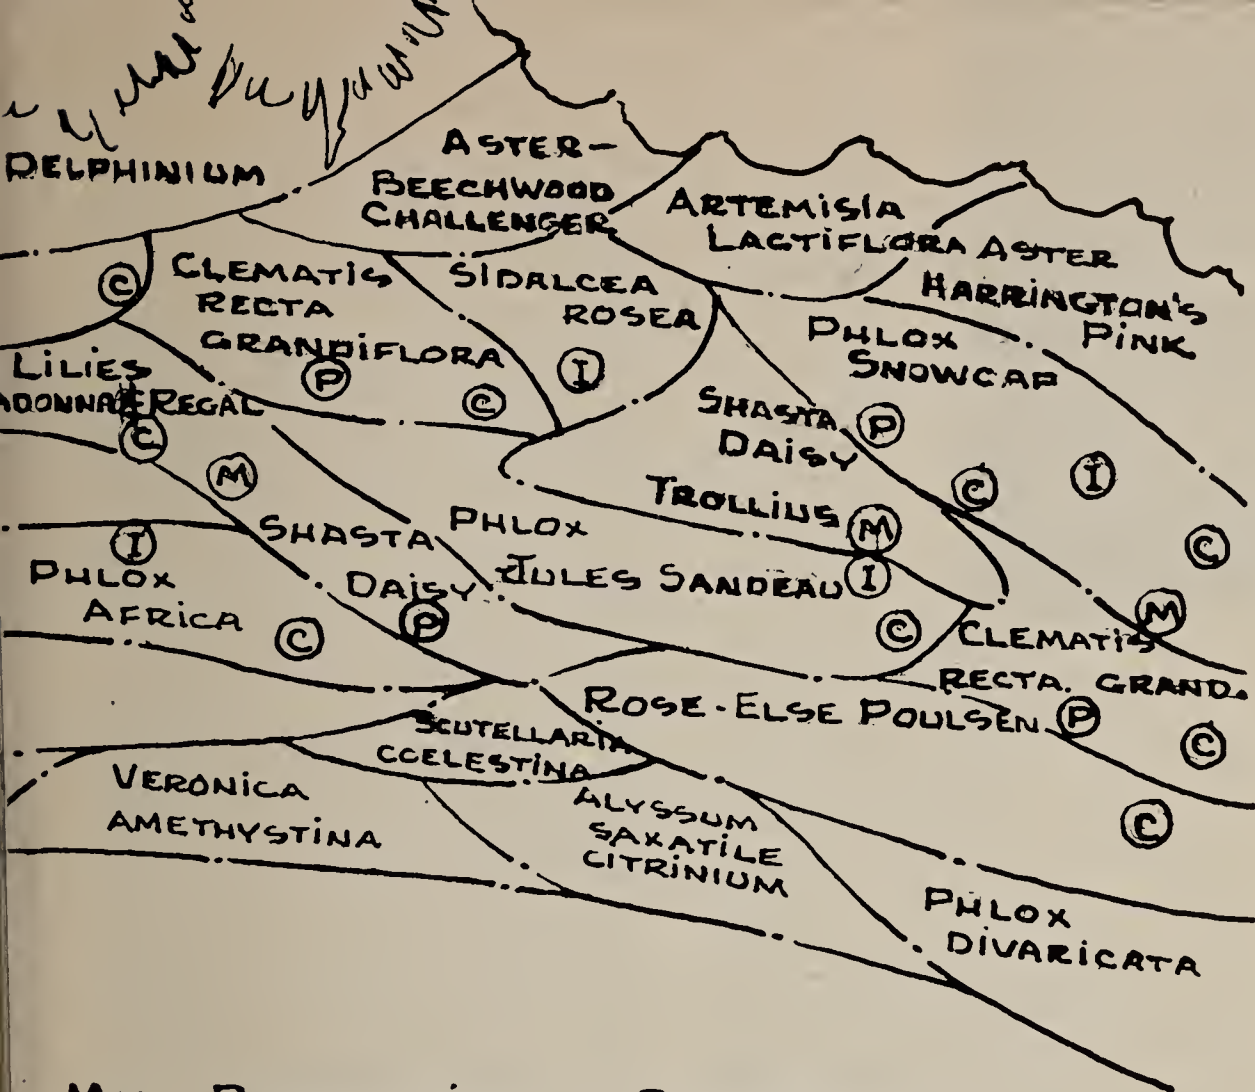 DELPHINIUM
ASTER-
BEECHWOOD
CHALLENGER
ARTEMISIA
LACTIFLORA
ASTER
HARRINGTON'S
PINK
C
CLEMATIS
RECTA
GRANDIFLORA
P
C
SIDALCEA
ROSEA
I
PHLOX
SNOWCAP
P
C
I
C
M
LILIES
ADONNA & REGAL
C
M
SHASTA
DAISY
TROLLIUS
M
I
PHLOX
AFRICA
C
SHASTA
DAISY
P
PHLOX
JULES SANDEAU
I
C
CLEMATIS
RECTA. GRAND.
C
ROSE-ELSE POULSEN
P
C
SCUTELLARIA
COELESTINA
VERONICA
AMETHYSTINA
ALYSSUM
SAXATILE
CITRINIUM
PHLOX
DIVARICATA